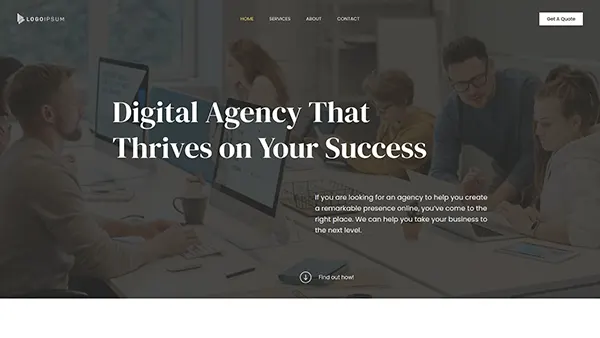 LOGOIPSUM
HOME SERVICES ABOUT CONTACT
Get A Quote
Digital Agency That
Thrives on Your Success
If you are looking for an agency to help you create
a remarkable presence online, you've come to the
right place. We can help you take your business to
the next level.
Find out how!